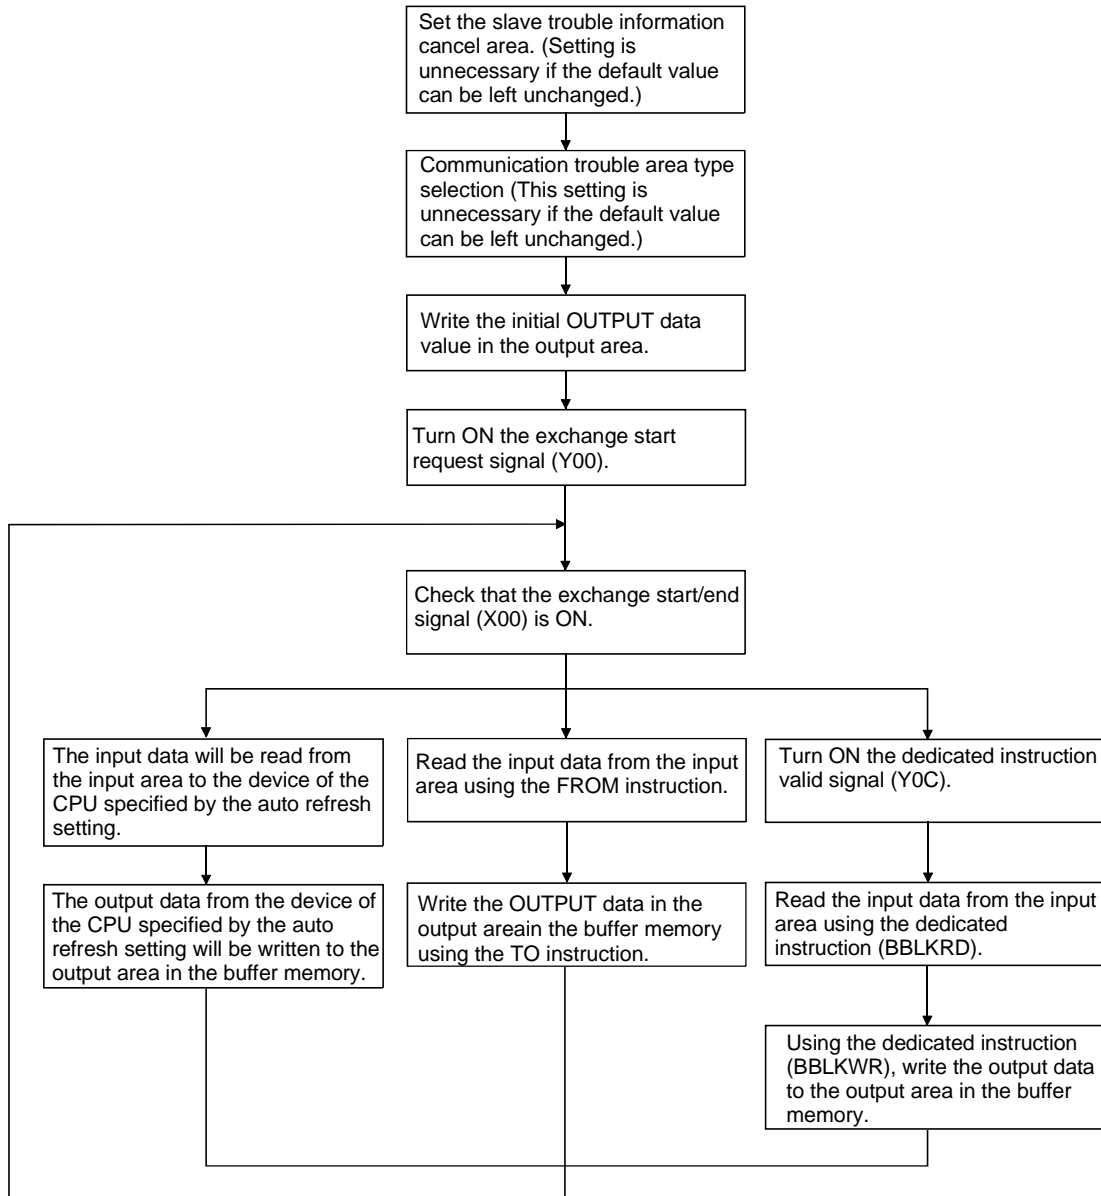 Set the slave trouble information
cancel area. (Setting is
unnecessary if the default value
can be left unchanged.)
Communication trouble area type
selection (This setting is
unnecessary if the default value
can be left unchanged.)
Write the initial OUTPUT data
value in the output area.
Turn ON the exchange start
request signal (Y00).
Check that the exchange start/end
signal (X00) is ON.
The input data will be read from
the input area to the device of the
CPU specified by the auto refresh
setting.
The output data from the device of
the CPU specified by the auto
refresh setting will be written to the
output area in the buffer memory.
Read the input data from the input
area using the FROM instruction.
Write the OUTPUT data in the
output areain the buffer memory
using the TO instruction.
Turn ON the dedicated instruction
valid signal (Y0C).
Read the input data from the input
area using the dedicated
instruction (BBLKRD).
Using the dedicated instruction
(BBLKWR), write the output data
to the output area in the buffer
memory.